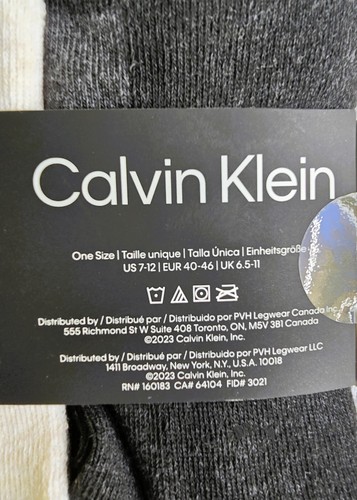 Calvin Klein
One Size | Taille unique | Talla Única | Einheitsgröße
US 7-12 | EUR 40-46 | UK 6.5-11
Distributed by / Distribué par / Distribuido por PVH Legwear Canada Inc.
555 Richmond St W Suite 408 Toronto, ON, M5V 3B1 Canada
©2023 Calvin Klein, Inc.
Distributed by / Distribué par / Distribuido por PVH Legwear LLC
1411 Broadway, New York, N.Y., U.S.A. 10018
©2023 Calvin Klein, Inc.
RN# 160183 CA# 64104 FID# 3021